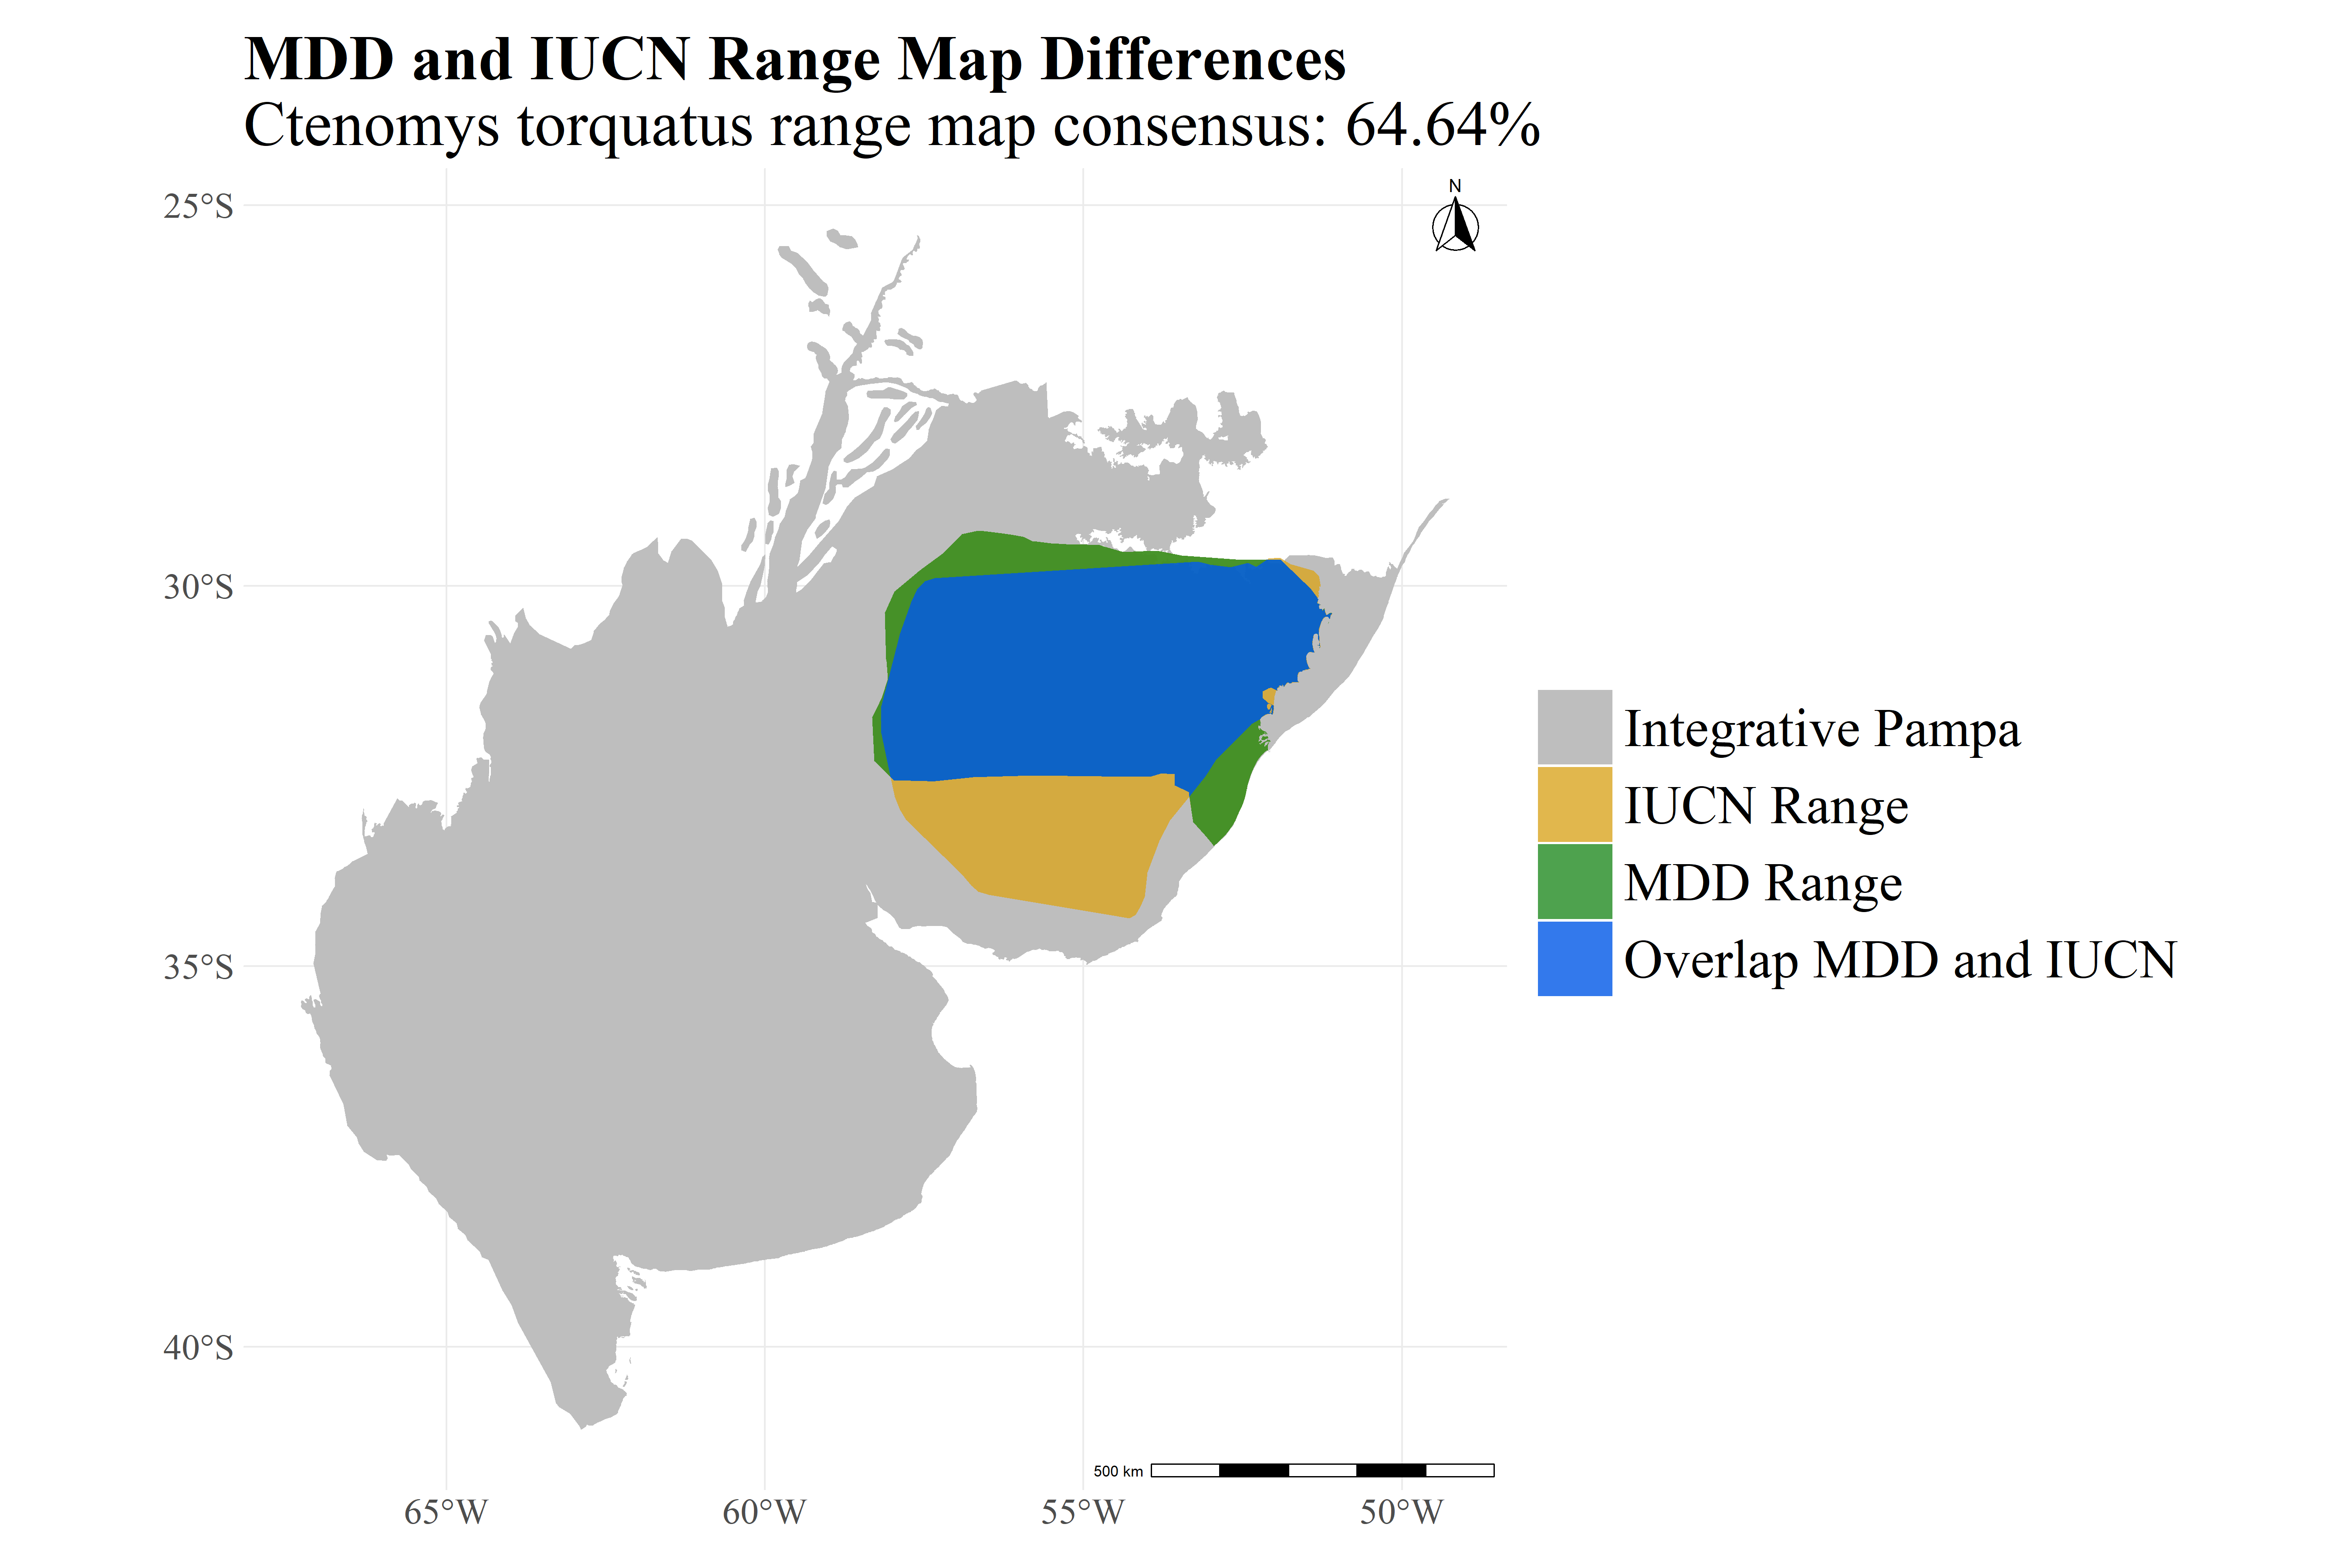 MDD and IUCN Range Map Differences
Ctenomys torquatus range map consensus: 64.64%
N
25°S
30°S
35°S
40°S
Integrative Pampa
IUCN Range
MDD Range
Overlap MDD and IUCN
500 km
65°W 60°W 55°W 50°W